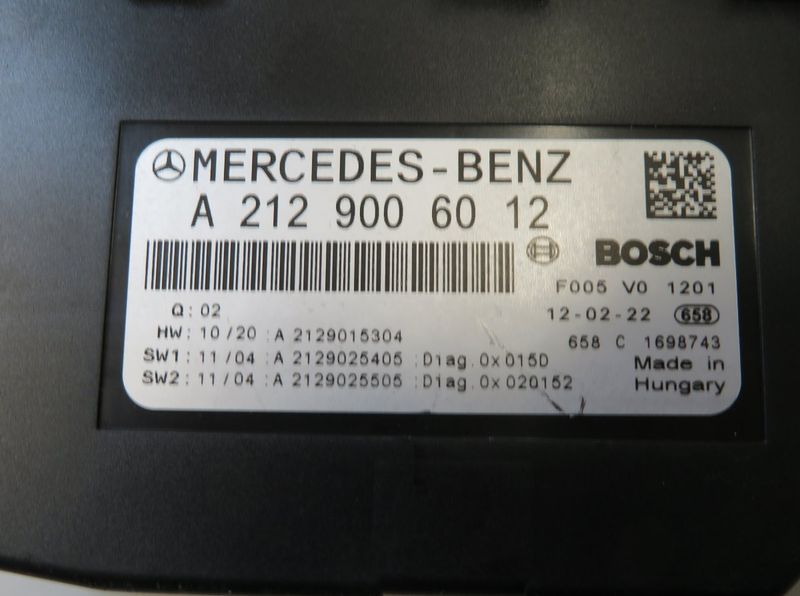 MERCEDES-BENZ
A 212 900 60 12
BOSCH
F005 V0 1201
Q: 02
12-02-22 658
HW: 10/20 :A 2129015304
658 C 1698743
SW1: 11/04 :A 2129025405 :Diag.0x015D
Made in
SW2: 11/04 :A 2129025505 :Diag.0x020152
Hungary